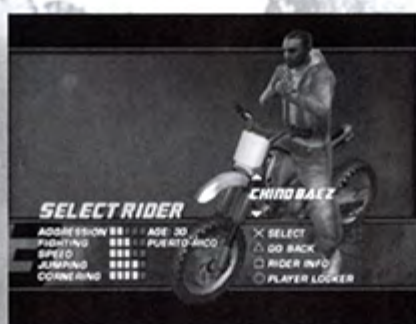 CHINO BAEZ
SELECT RIDER
AGGRESSION AGE: 30
FIGHTING PUERTO RICO
SPEED
JUMPING
CORNERING
X SELECT
△ GO BACK
□ RIDER INFO
○ PLAYER LOCKER